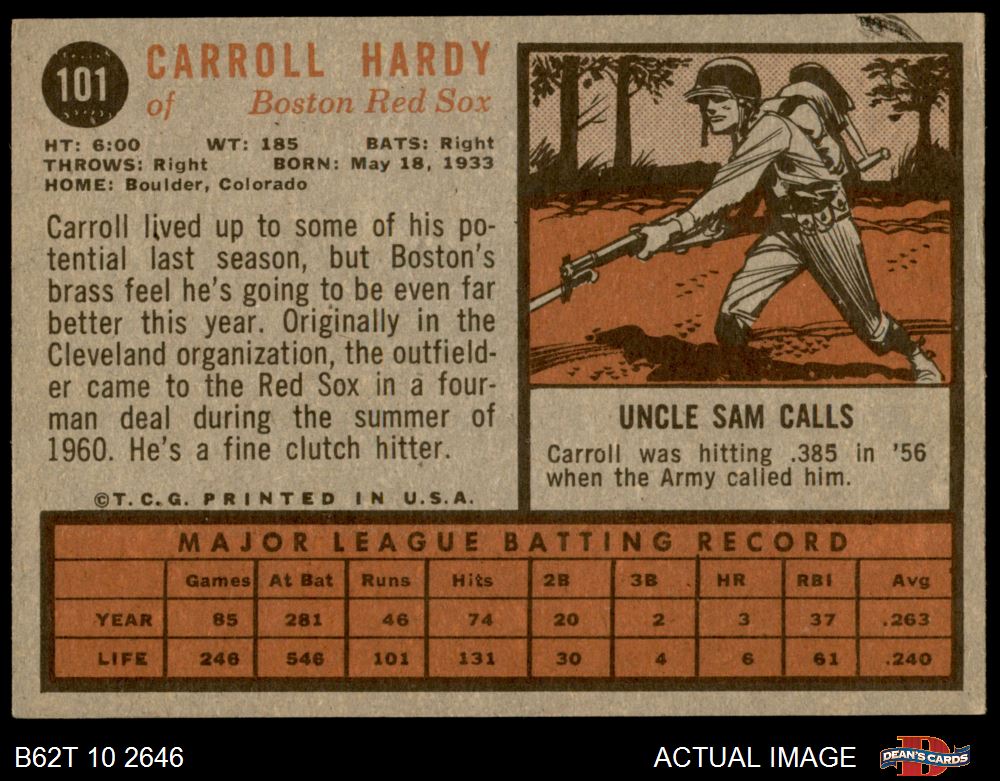 101
CARROLL HARDY
of Boston Red Sox
HT: 6:00 WT: 185 BATS: Right
THROWS: Right BORN: May 18, 1933
HOME: Boulder, Colorado
Carroll lived up to some of his po-
tential last season, but Boston's
brass feel he's going to be even far
better this year. Originally in the
Cleveland organization, the outfield-
er came to the Red Sox in a four-
man deal during the summer of
1960. He's a fine clutch hitter.
©T.C.G. PRINTED IN U.S.A.
UNCLE SAM CALLS
Carroll was hitting .385 in '56
when the Army called him.
MAJOR LEAGUE BATTING RECORD
Games At Bat Runs Hits 2B 3B HR RBI Avg
YEAR 85 281 46 74 20 2 3 37 .263
LIFE 246 546 101 131 30 4 6 61 .240
B62T 10 2646 ACTUAL IMAGE DEAN'S CARDS